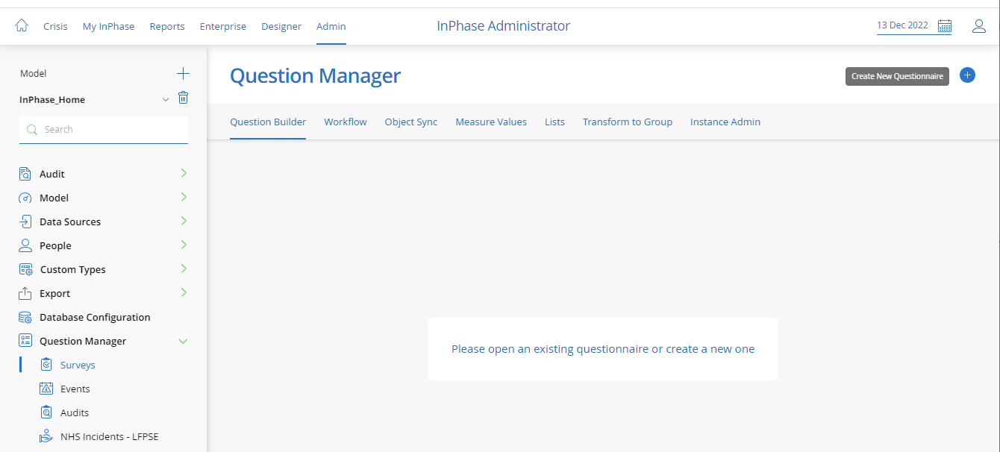 Crisis My InPhase Reports Enterprise Designer Admin InPhase Administrator 13 Dec 2022
Model
InPhase_Home
Search
Audit
Model
Data Sources
People
Custom Types
Export
Database Configuration
Question Manager
Surveys
Events
Audits
NHS Incidents - LFPSE
Question Manager Create New Questionnaire
Question Builder Workflow Object Sync Measure Values Lists Transform to Group Instance Admin
Please open an existing questionnaire or create a new one